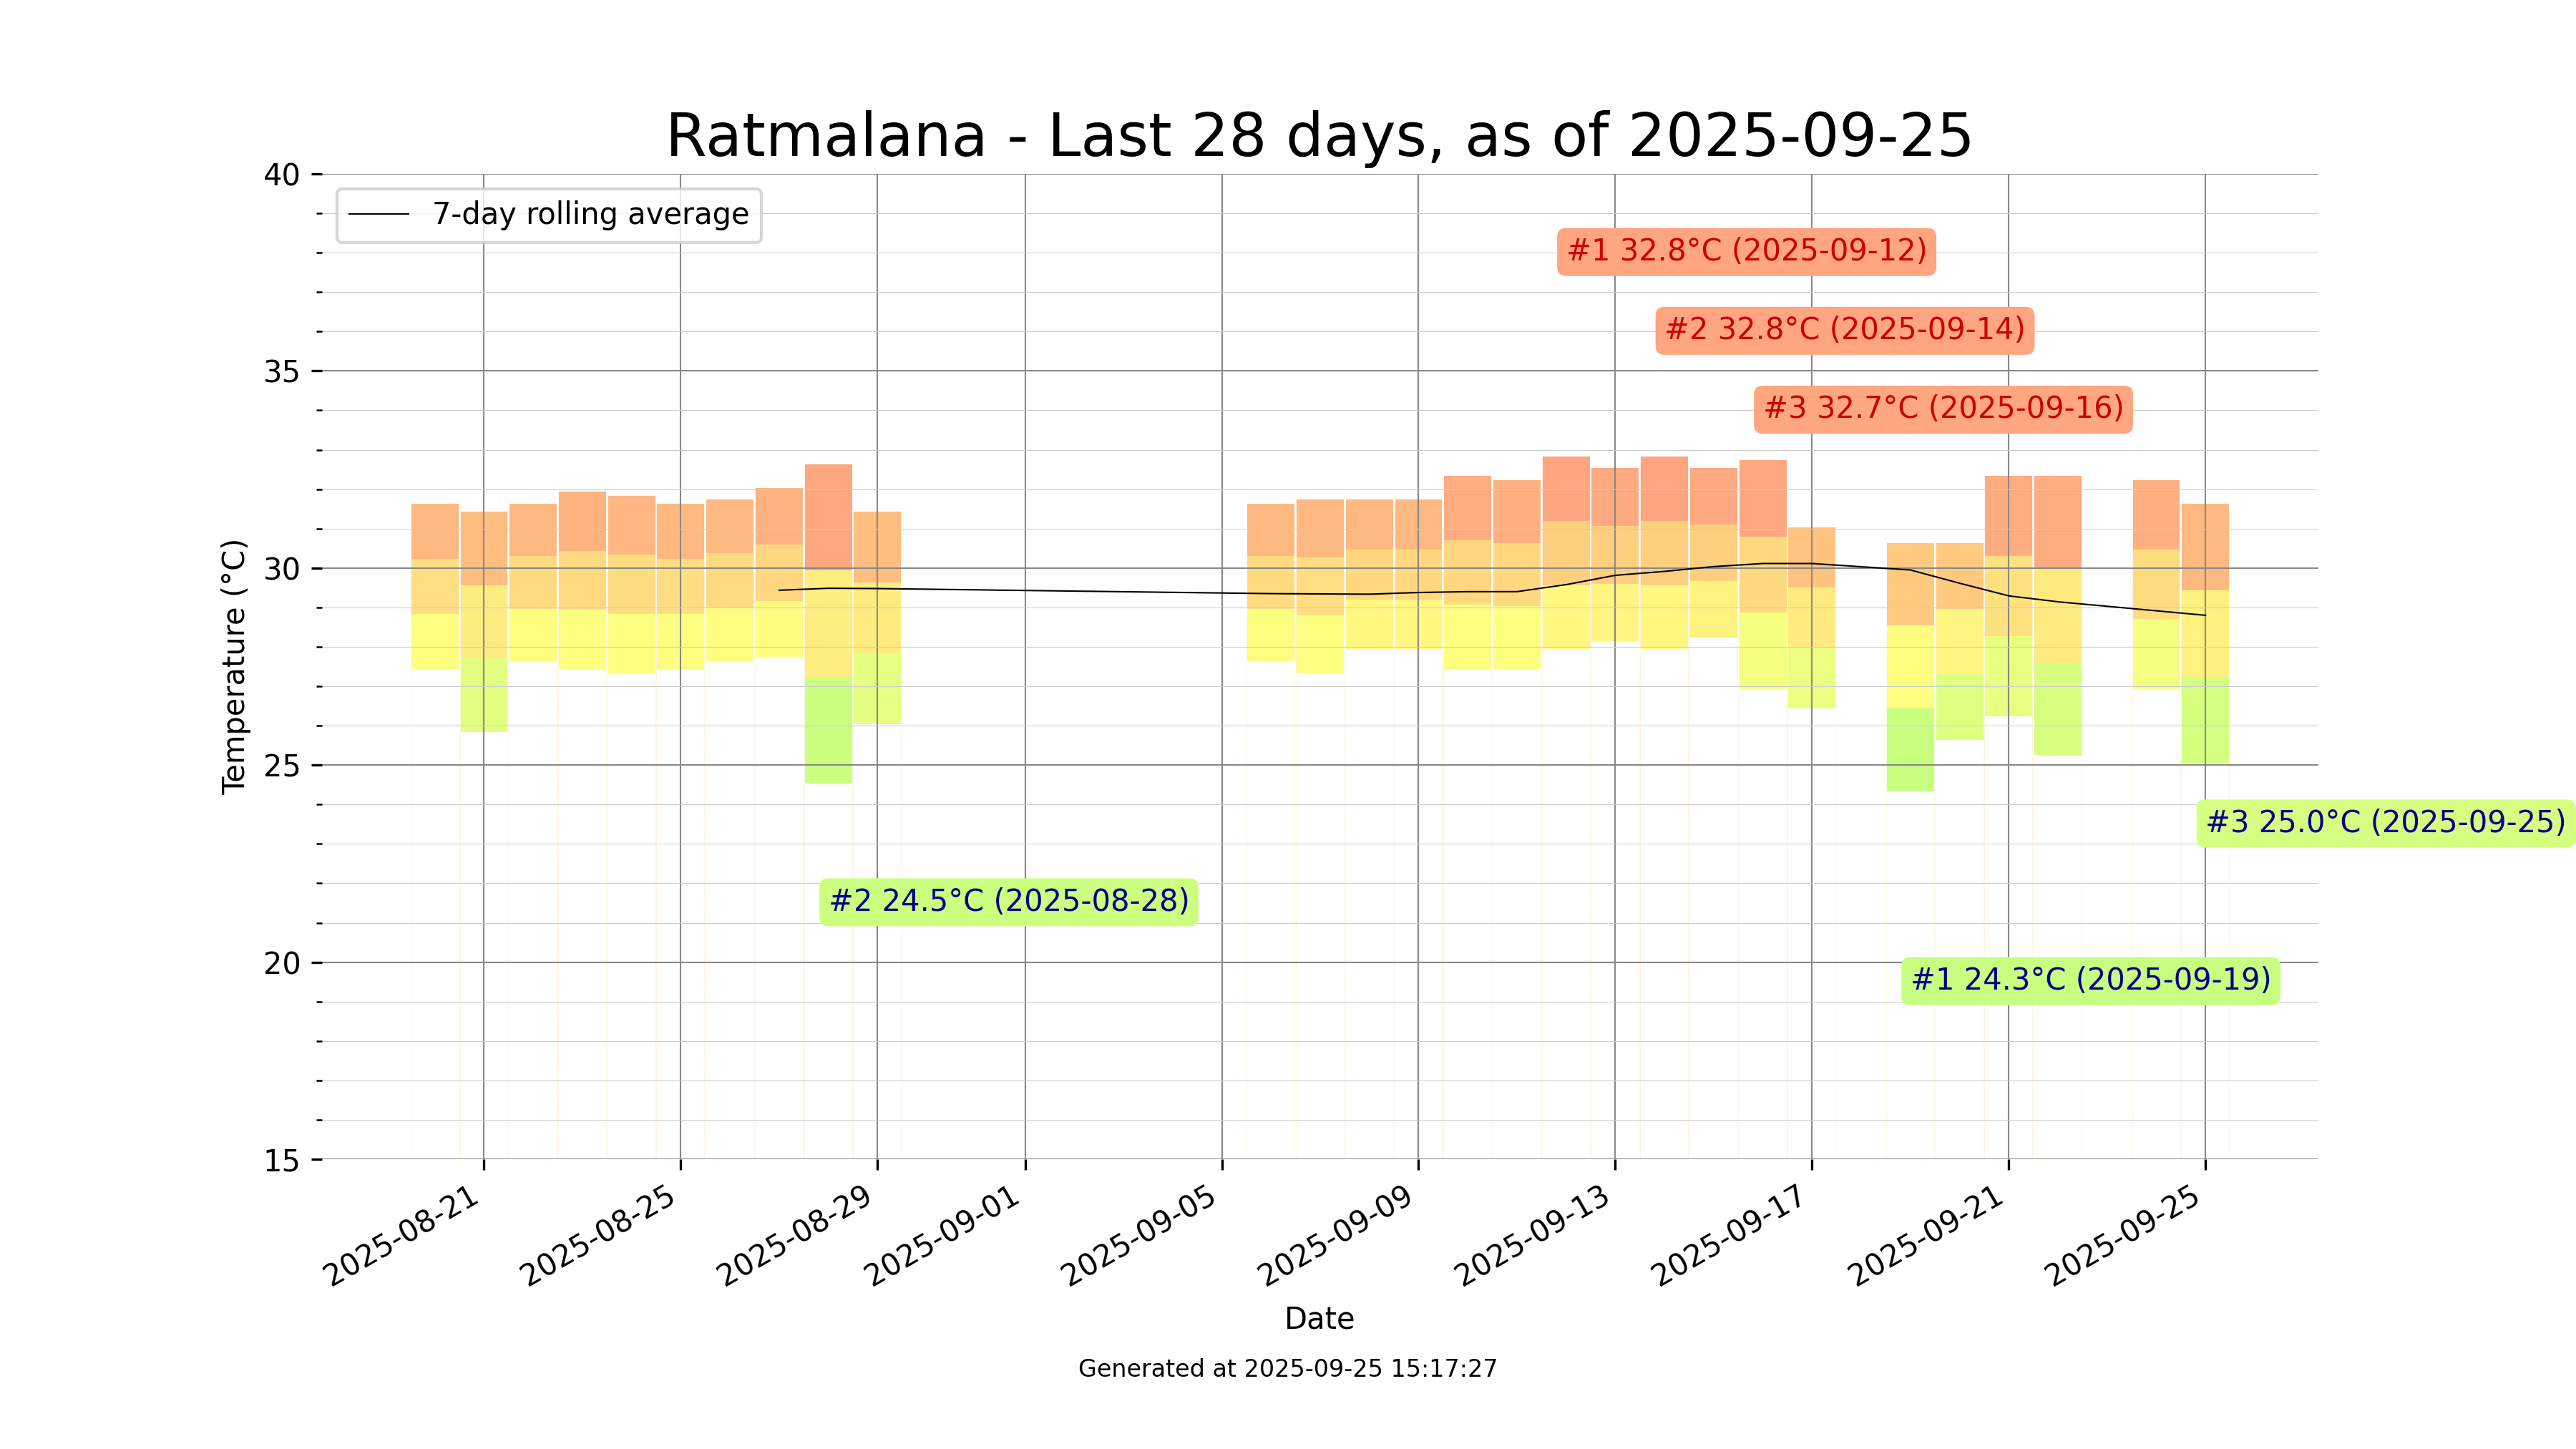 Ratmalana - Last 28 days, as of 2025-09-25
7-day rolling average
40
35
30
25
20
15
Temperature (°C)
#1 32.8°C (2025-09-12)
#2 32.8°C (2025-09-14)
#3 32.7°C (2025-09-16)
#3 25.0°C (2025-09-25)
#2 24.5°C (2025-08-28)
#1 24.3°C (2025-09-19)
2025-08-21
2025-08-25
2025-08-29
2025-09-01
2025-09-05
2025-09-09
2025-09-13
2025-09-17
2025-09-21
2025-09-25
Date
Generated at 2025-09-25 15:17:27